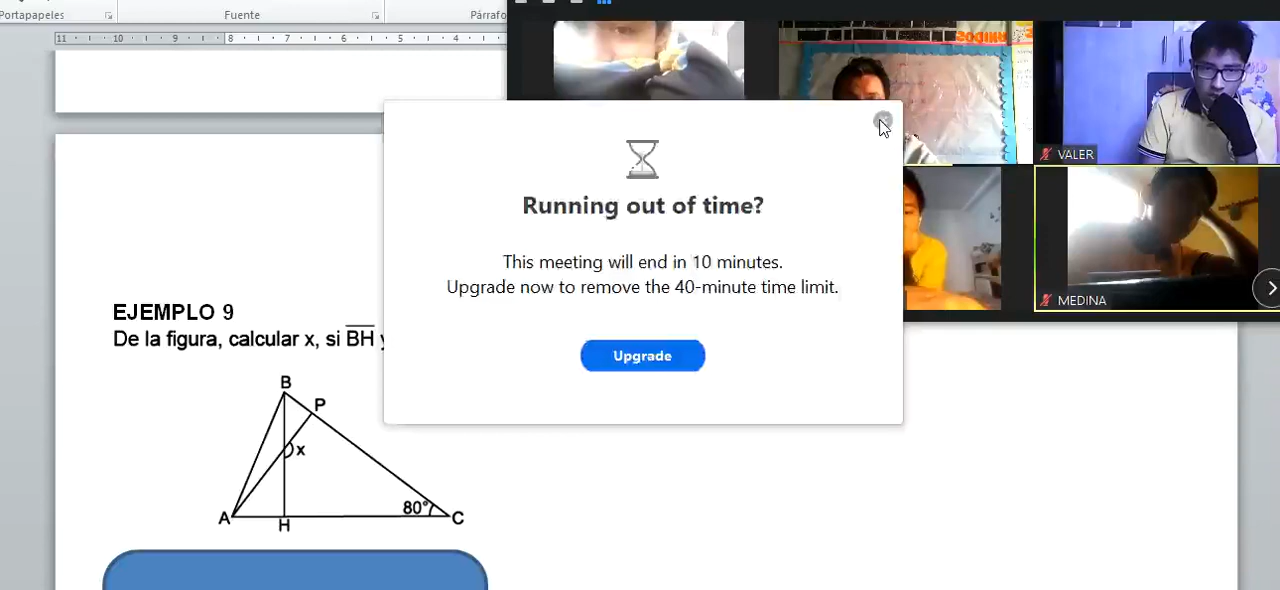 Portapapeles
Fuente
Párrafo
11 10 9 8 7 6 5 4 3
VALER
MEDINA
Running out of time?
This meeting will end in 10 minutes.
Upgrade now to remove the 40-minute time limit.
Upgrade
EJEMPLO 9
De la figura, calcular x, si BH y
B
P
x
80°
A
H
C